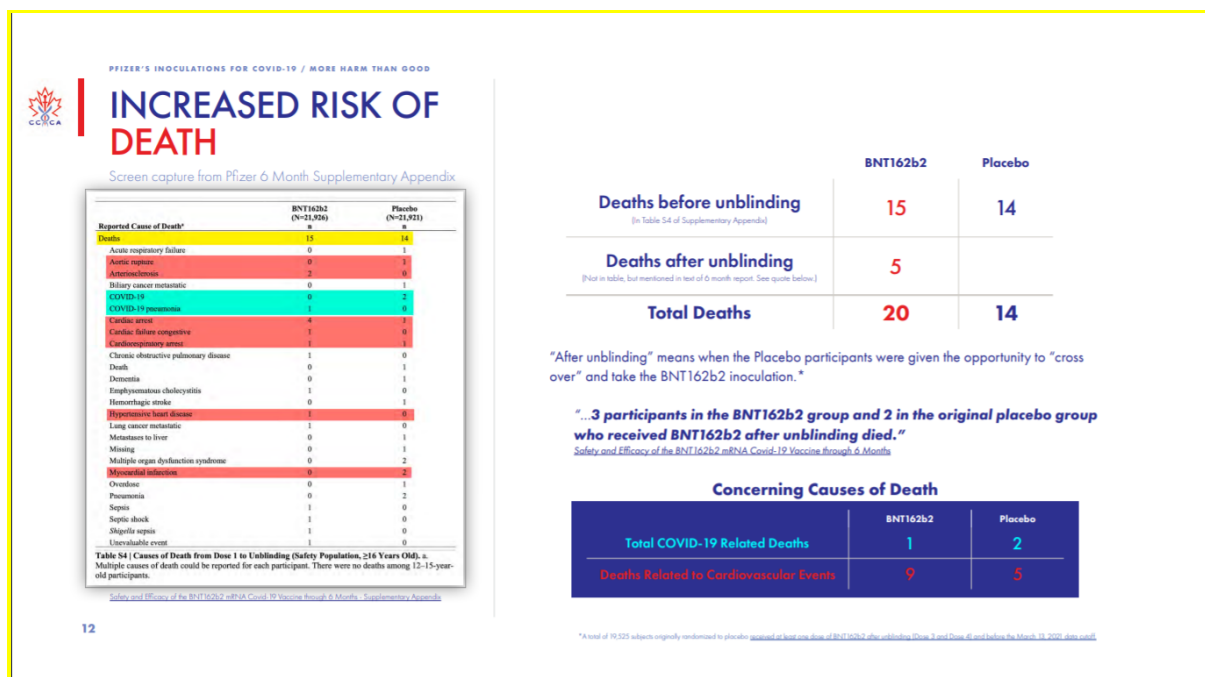 PFIZER'S INOCULATIONS FOR COVID-19 / MORE HARM THAN GOOD
CCCA
INCREASED RISK OF
DEATH
Screen capture from Pfizer 6 Month Supplementary Appendix
BNT162b2 Placebo
(N=21,926) (N=21,921)
Reported Cause of Deathª n n
Deaths 15 14
Acute respiratory failure 0 1
Aortic rupture 0 1
Arteriosclerosis 2 0
Biliary cancer metastatic 0 1
COVID-19 0 2
COVID-19 pneumonia 1 0
Cardiac arrest 4 1
Cardiac failure congestive 1 0
Cardiorespiratory arrest 1 1
Chronic obstructive pulmonary disease 1 0
Death 0 1
Dementia 0 1
Emphysematous cholecystitis 1 0
Hemorrhagic stroke 0 1
Hypertensive heart disease 1 0
Lung cancer metastatic 1 0
Metastases to liver 0 1
Missing 0 1
Multiple organ dysfunction syndrome 0 2
Myocardial infarction 0 2
Overdose 0 1
Pneumonia 0 2
Sepsis 1 0
Septic shock 1 0
Shigella sepsis 1 0
Unevaluable event 1 0
Table S4 | Causes of Death from Dose 1 to Unblinding (Safety Population, ≥16 Years Old). a.
Multiple causes of death could be reported for each participant. There were no deaths among 12–15-year-
old participants.
Safety and Efficacy of the BNT162b2 mRNA Covid-19 Vaccine through 6 Months - Supplementary Appendix
12
BNT162b2 Placebo
Deaths before unblinding 15 14
(In Table S4 of Supplementary Appendix)
Deaths after unblinding 5
(Not in table, but mentioned in text of 6 month report. See quote below.)
Total Deaths 20 14
"After unblinding" means when the Placebo participants were given the opportunity to "cross
over" and take the BNT162b2 inoculation.*
"...3 participants in the BNT162b2 group and 2 in the original placebo group
who received BNT162b2 after unblinding died."
Safety and Efficacy of the BNT162b2 mRNA Covid-19 Vaccine through 6 Months
Concerning Causes of Death
BNT162b2 Placebo
Total COVID-19 Related Deaths 1 2
Deaths Related to Cardiovascular Events 9 5
*A total of 19,525 subjects originally randomized to placebo received at least one dose of BNT162b2 after unblinding (Dose 3 and Dose 4) and before the March 13, 2021 data cutoff.